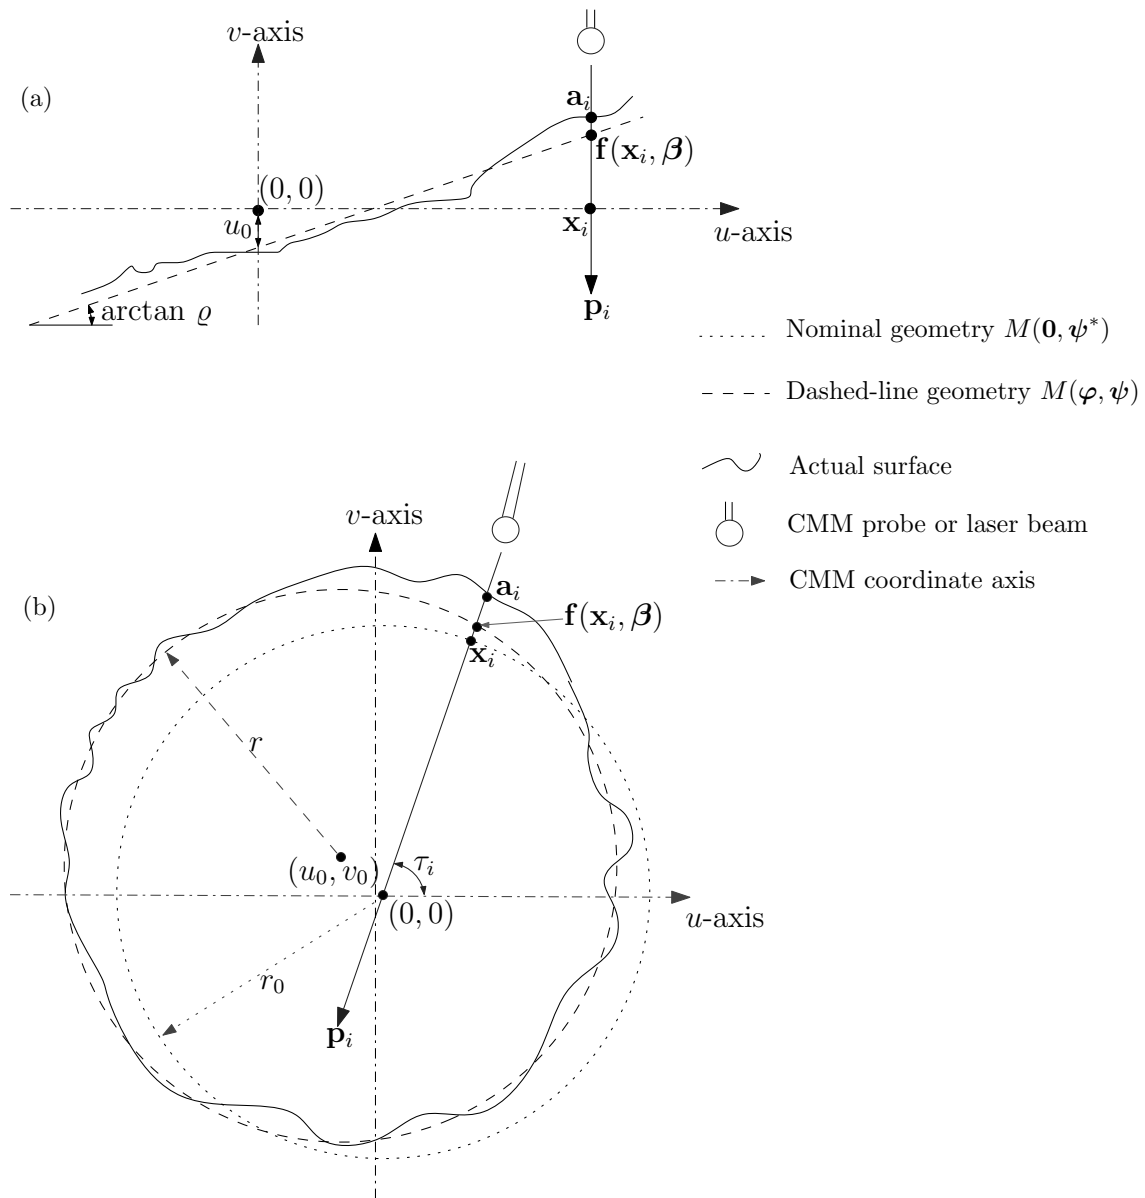 v-axis
(a)
a_i
f(x_i, β)
(0, 0)
u_0
x_i
u-axis
arctan ϱ
p_i
Nominal geometry M(0, ψ*)
Dashed-line geometry M(φ, ψ)
Actual surface
CMM probe or laser beam
CMM coordinate axis
v-axis
(b)
a_i
f(x_i, β)
x_i
r
(u_0, v_0)
τ_i
(0, 0)
u-axis
r_0
p_i